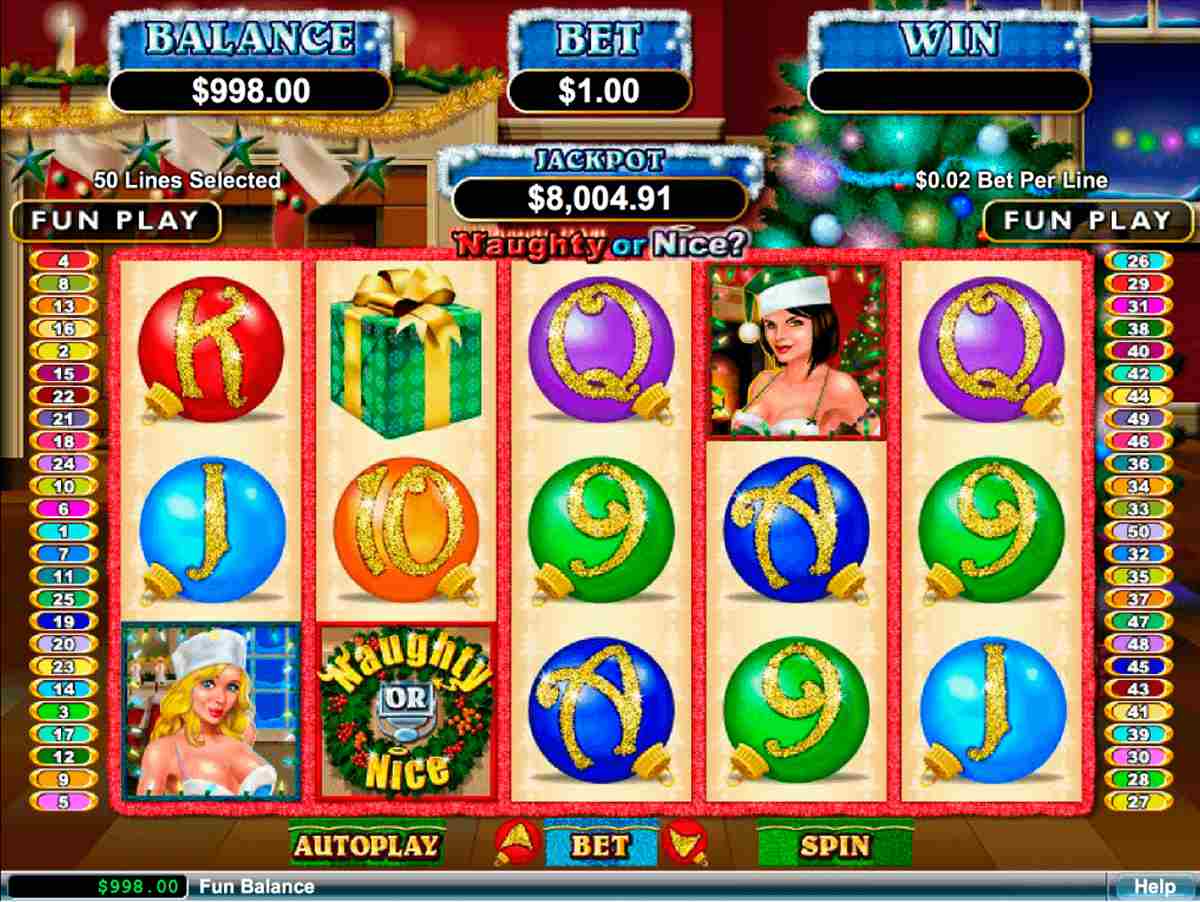 BALANCE BET WIN
$998.00 $1.00
JACKPOT
50 Lines Selected $8,004.91 $0.02 Bet Per Line
FUN PLAY FUN PLAY
Naughty or Nice?
4 26
8 K Q Q 29
13 31
16 38
2 40
15 42
22 44
21 49
18 46
24 36
10 34
6 J 10 9 A 9 33
1 50
7 32
11 35
25 37
19 47
20 48
23 Naughty 45
14 OR A 9 J 43
3 Nice 41
17 39
12 30
9 28
5 27
AUTOPLAY BET SPIN
$998.00 Fun Balance Help